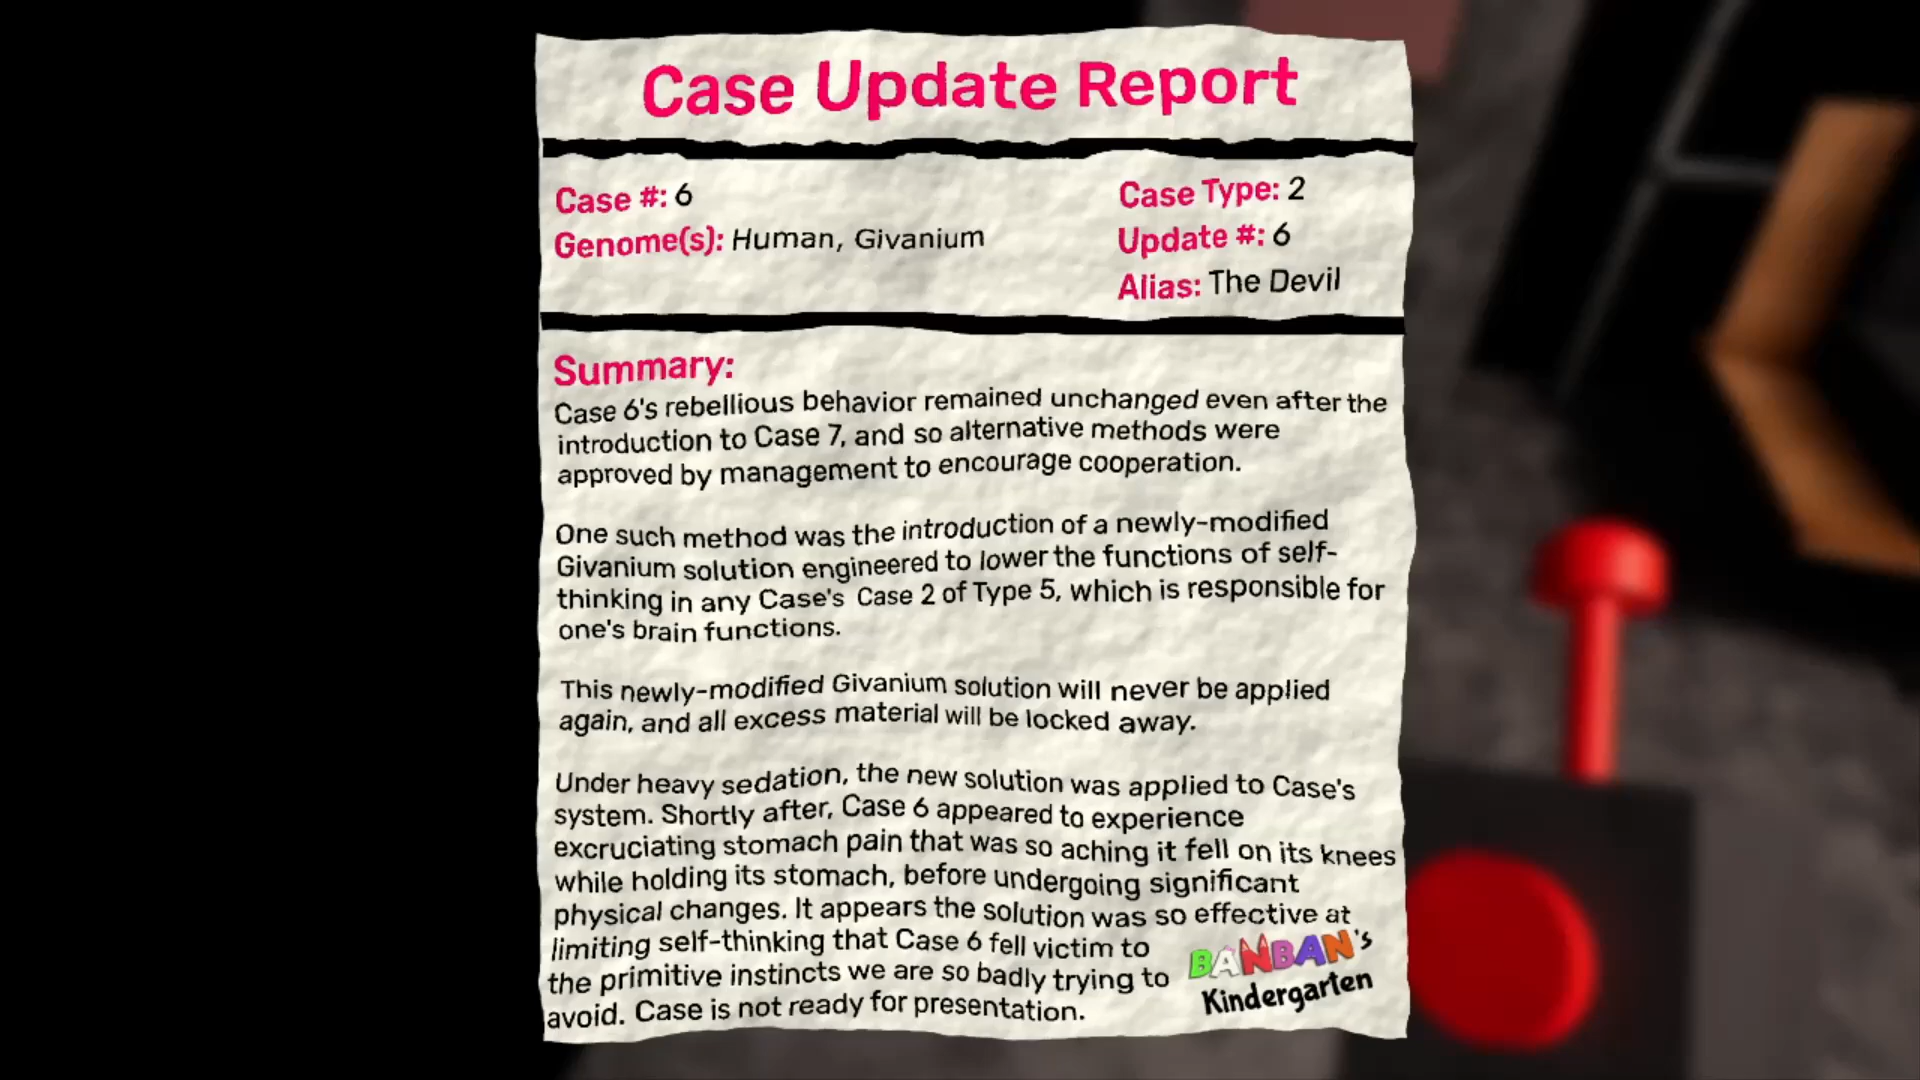 Case Update Report
Case #: 6
Genome(s): Human, Givanium
Case Type: 2
Update #: 6
Alias: The Devil
Summary:
Case 6's rebellious behavior remained unchanged even after the
introduction to Case 7, and so alternative methods were
approved by management to encourage cooperation.
One such method was the introduction of a newly-modified
Givanium solution engineered to lower the functions of self-
thinking in any Case's Case 2 of Type 5, which is responsible for
one's brain functions.
This newly-modified Givanium solution will never be applied
again, and all excess material will be locked away.
Under heavy sedation, the new solution was applied to Case's
system. Shortly after, Case 6 appeared to experience
excruciating stomach pain that was so aching it fell on its knees
while holding its stomach, before undergoing significant
physical changes. It appears the solution was so effective at
limiting self-thinking that Case 6 fell victim to
the primitive instincts we are so badly trying to
avoid. Case is not ready for presentation.
BANBAN's
Kindergarten